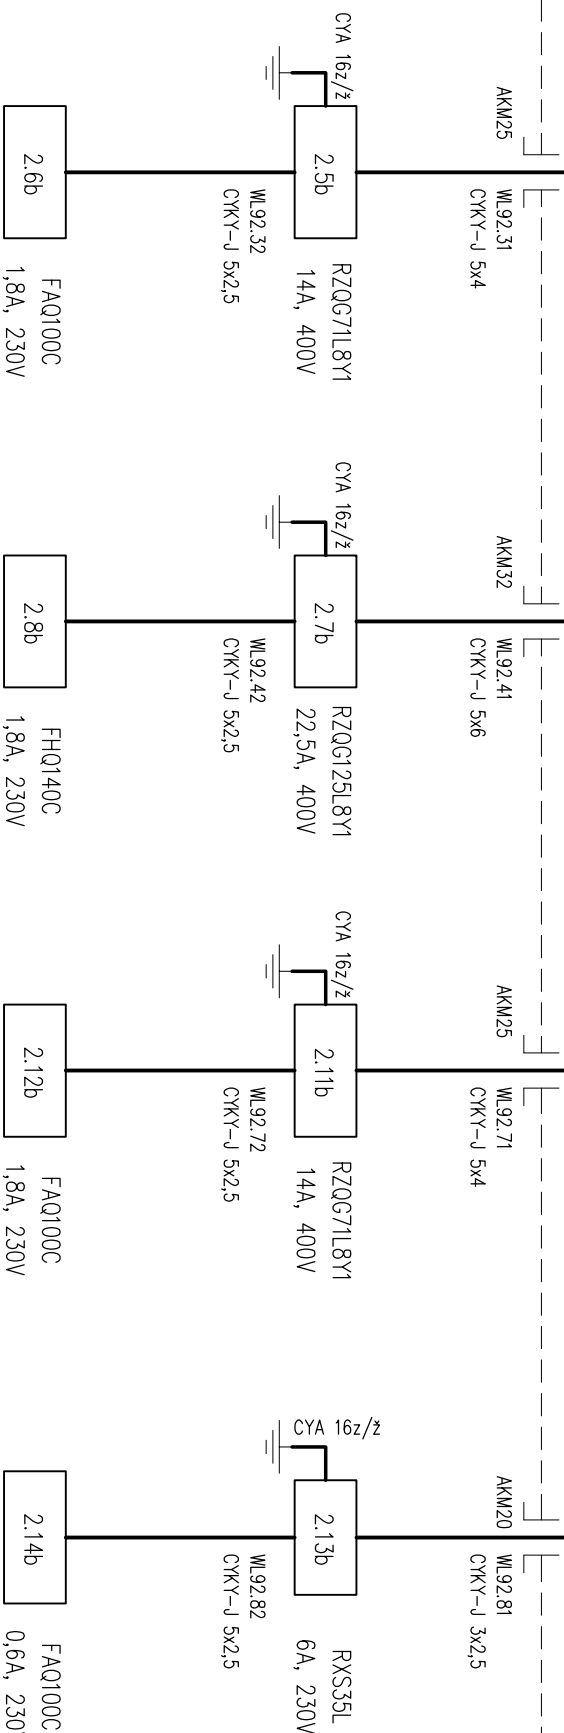 CYA 16z/ž
AKM25
WL92.31
CYKY-J 5x4
2.5b
RZQG71L8Y1
14A, 400V
WL92.32
CYKY-J 5x2,5
2.6b
FAQ100C
1,8A, 230V
CYA 16z/ž
AKM32
WL92.41
CYKY-J 5x6
2.7b
RZQG125L8Y1
22,5A, 400V
WL92.42
CYKY-J 5x2,5
2.8b
FHQ140C
1,8A, 230V
CYA 16z/ž
AKM25
WL92.71
CYKY-J 5x4
2.11b
RZQG71L8Y1
14A, 400V
WL92.72
CYKY-J 5x2,5
2.12b
FAQ100C
1,8A, 230V
CYA 16z/ž
AKM20
WL92.81
CYKY-J 3x2,5
2.13b
RXS35L
6A, 230V
WL92.82
CYKY-J 5x2,5
2.14b
FAQ100C
0,6A, 230V